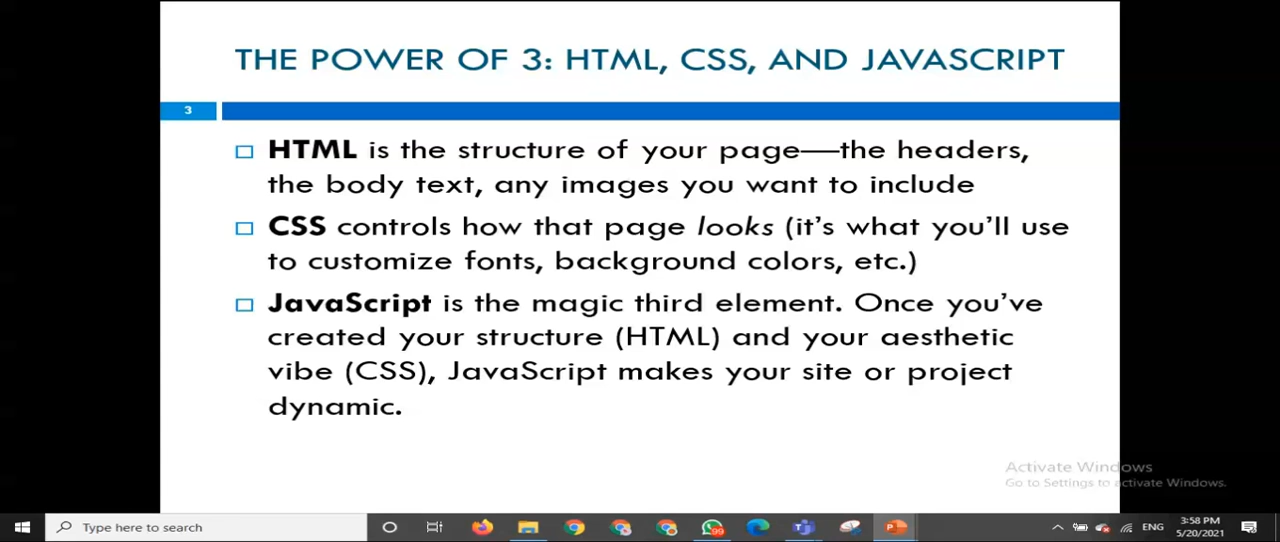 THE POWER OF 3: HTML, CSS, AND JAVASCRIPT
3
HTML is the structure of your page—the headers,
the body text, any images you want to include
CSS controls how that page looks (it's what you'll use
to customize fonts, background colors, etc.)
JavaScript is the magic third element. Once you've
created your structure (HTML) and your aesthetic
vibe (CSS), JavaScript makes your site or project
dynamic.
Activate Windows
Go to Settings to activate Windows.
Type here to search
99
ENG
3:58 PM
5/20/2021